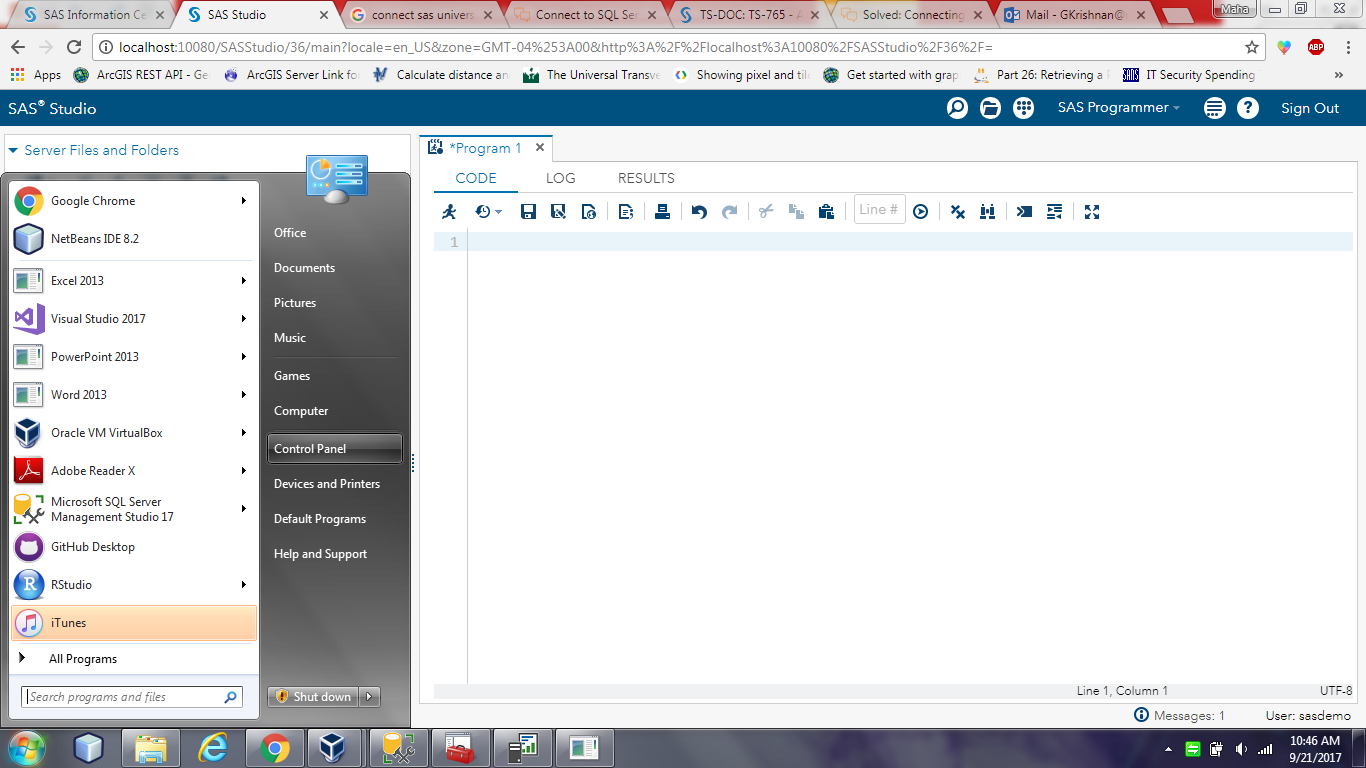 SAS Information Ce
SAS Studio
connect sas univers
Connect to SQL Ser
TS-DOC: TS-765 - A
Solved: Connecting
Mail - GKrishnan@
Maha
localhost:10080/SASStudio/36/main?locale=en_US&zone=GMT-04%253A00&http%3A%2F%2Flocalhost%3A10080%2FSASStudio%2F36%2F=
ABP
Apps
ArcGIS REST API - Ge
ArcGIS Server Link fo
Calculate distance an
The Universal Transve
Showing pixel and tile
Get started with grap
Part 26: Retrieving a
SANS
IT Security Spending
»
SAS® Studio
SAS Programmer
?
Sign Out
Server Files and Folders
*Program 1
CODE
LOG
RESULTS
Line #
1
Google Chrome
NetBeans IDE 8.2
Excel 2013
Visual Studio 2017
PowerPoint 2013
Word 2013
Oracle VM VirtualBox
Adobe Reader X
Microsoft SQL Server
Management Studio 17
GitHub Desktop
R
RStudio
iTunes
All Programs
Search programs and files
Office
Documents
Pictures
Music
Games
Computer
Control Panel
Devices and Printers
Default Programs
Help and Support
Shut down
Line 1, Column 1
UTF-8
Messages: 1
User: sasdemo
10:46 AM
9/21/2017